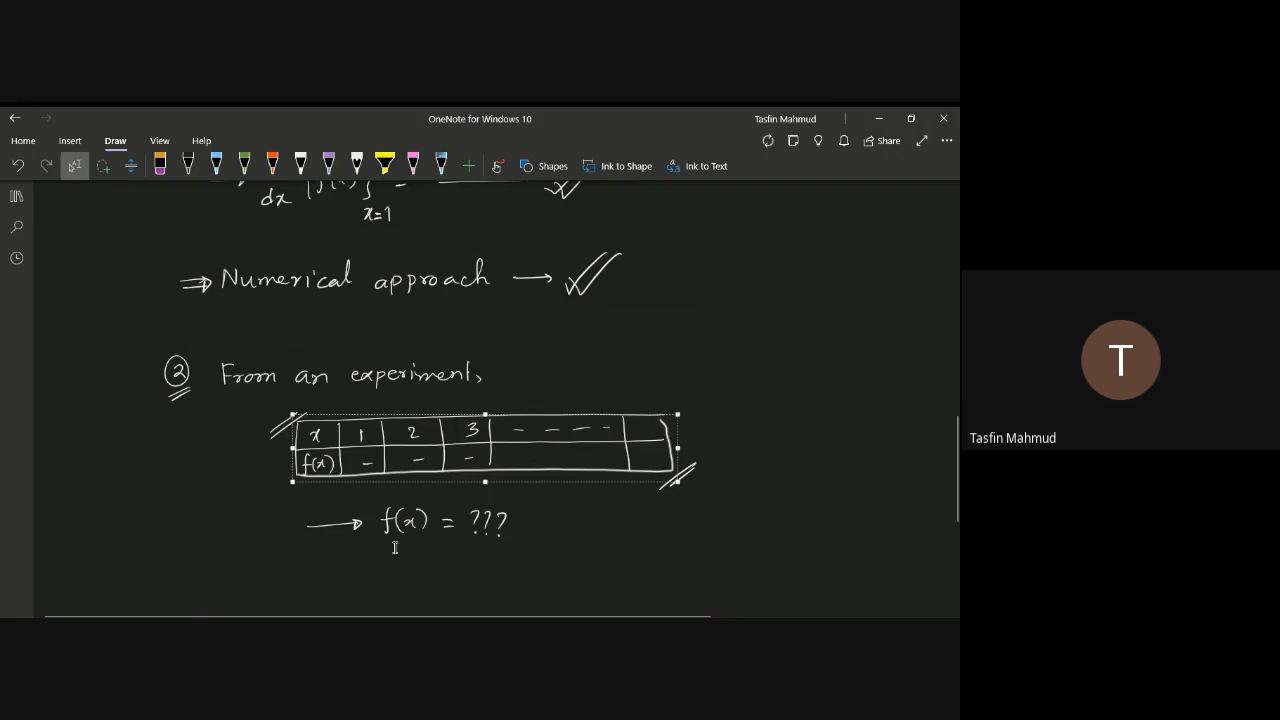 OneNote for Windows 10
Tasfin Mahmud
Home Insert Draw View Help
Share
Shapes Ink to Shape Ink to Text
dx
x=1
⇒ Numerical approach →
② From an experiment,
x 1 2 3 - - - -
f(x) - - -
→ f(x) = ???
T
Tasfin Mahmud